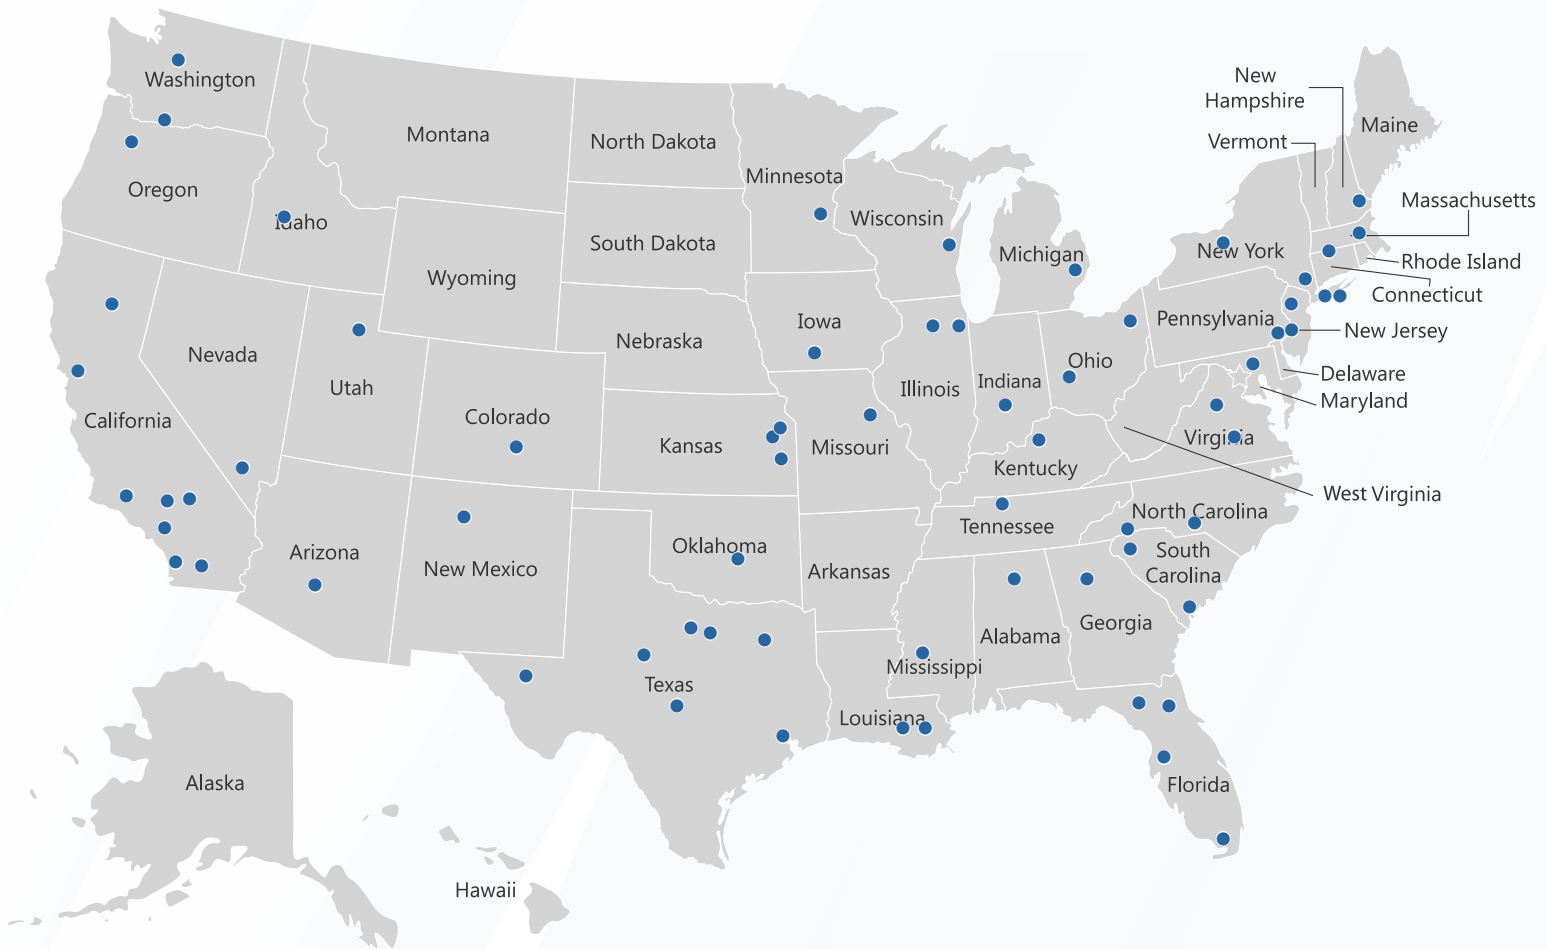 New
Hampshire
Washington
Maine
Montana
North Dakota
Vermont
Minnesota
Oregon
Massachusetts
Idaho
Wisconsin
South Dakota
Michigan
New York
Rhode Island
Wyoming
Connecticut
Iowa
Pennsylvania
New Jersey
Nebraska
Nevada
Ohio
Delaware
Utah
Illinois
Indiana
Maryland
Colorado
California
Kansas
Missouri
Virginia
Kentucky
West Virginia
North Carolina
Tennessee
Oklahoma
Arizona
South
Carolina
New Mexico
Arkansas
Georgia
Alabama
Mississippi
Texas
Louisiana
Alaska
Florida
Hawaii